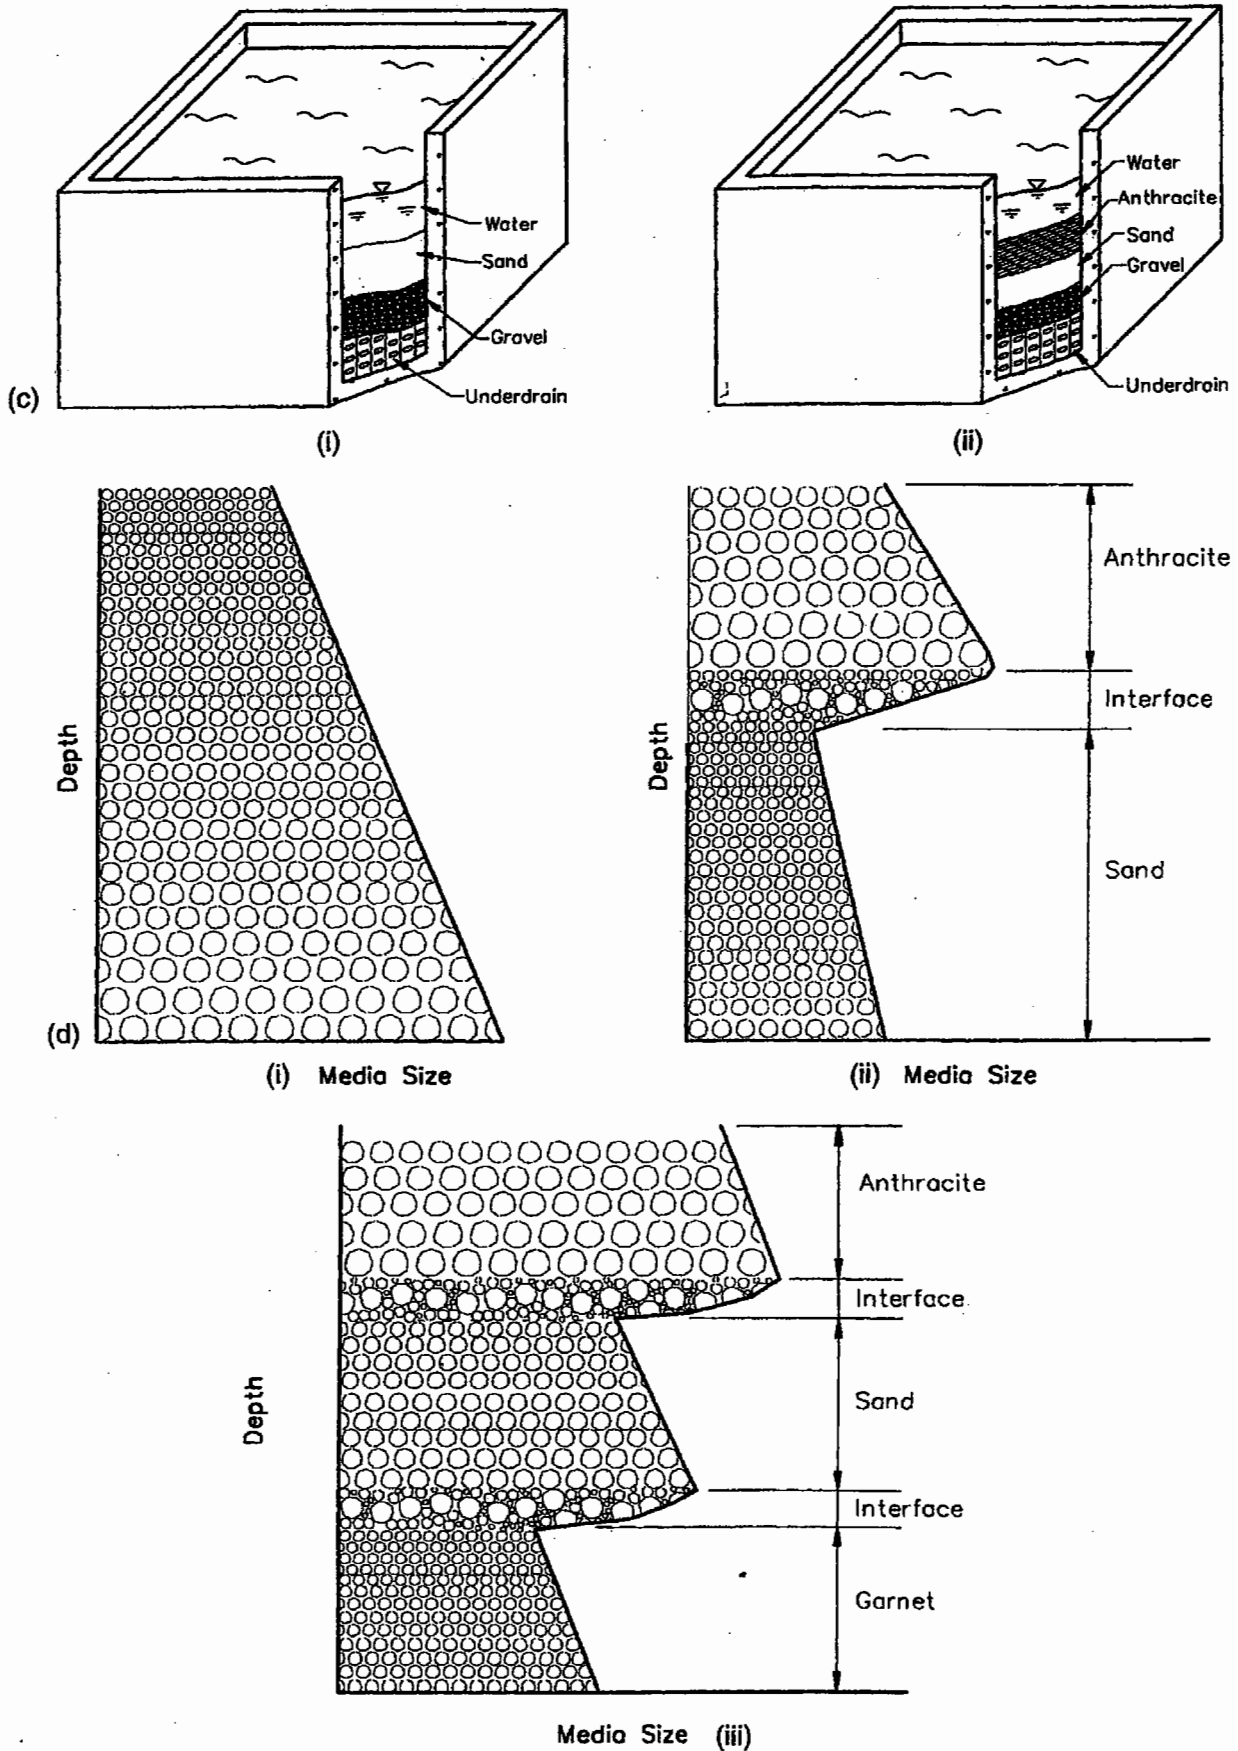 Water
Sand
Gravel
Underdrain
(c)
(i)
Water
Anthracite
Sand
Gravel
Underdrain
(ii)
Depth
(d)
(i) Media Size
Depth
Anthracite
Interface
Sand
(ii) Media Size
Depth
Anthracite
Interface
Sand
Interface
Garnet
Media Size (iii)